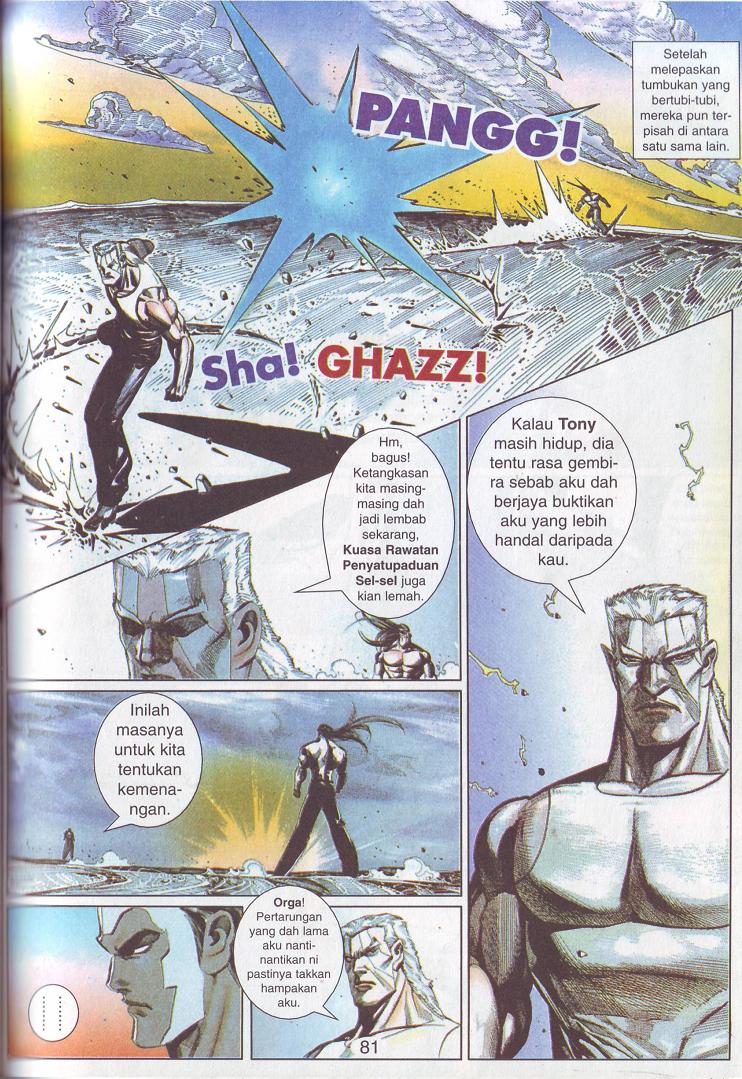 PANGG!
Setelah
melepaskan
tumbukan yang
bertubi-tubi,
mereka pun ter-
pisah di antara
satu sama lain.
Sha! GHAZZ!
Hm,
bagus!
Ketangkasan
kita masing-
masing dah
jadi lembab
sekarang,
Kuasa Rawatan
Penyatupaduan
Sel-sel juga
kian lemah.
Kalau Tony
masih hidup, dia
tentu rasa gembi-
ra sebab aku dah
berjaya buktikan
aku yang lebih
handal daripada
kau.
Inilah
masanya
untuk kita
tentukan
kemena-
ngan.
Orga!
Pertarungan
yang dah lama
aku nanti-
nantikan ni
pastinya takkan
hampakan
aku.
81